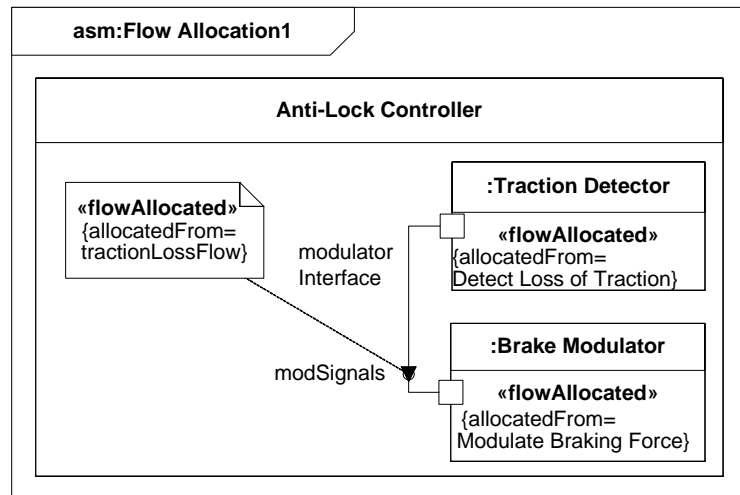 asm:Flow Allocation1
Anti-Lock Controller
«flowAllocated»
{allocatedFrom=
tractionLossFlow}
modulator
Interface
modSignals
:Traction Detector
«flowAllocated»
{allocatedFrom=
Detect Loss of Traction}
:Brake Modulator
«flowAllocated»
{allocatedFrom=
Modulate Braking Force}